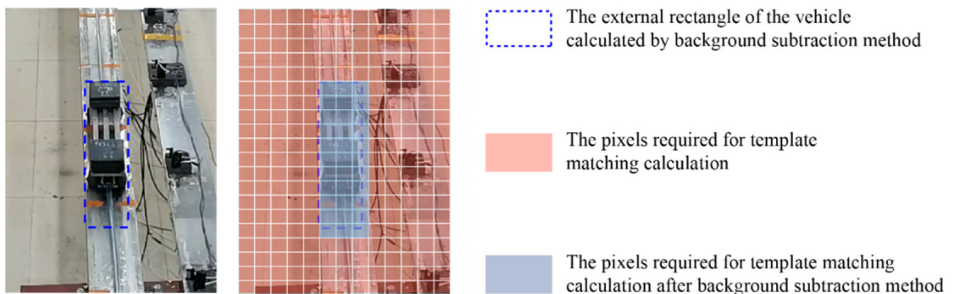 The external rectangle of the vehicle
calculated by background subtraction method
The pixels required for template
matching calculation
The pixels required for template matching
calculation after background subtraction method